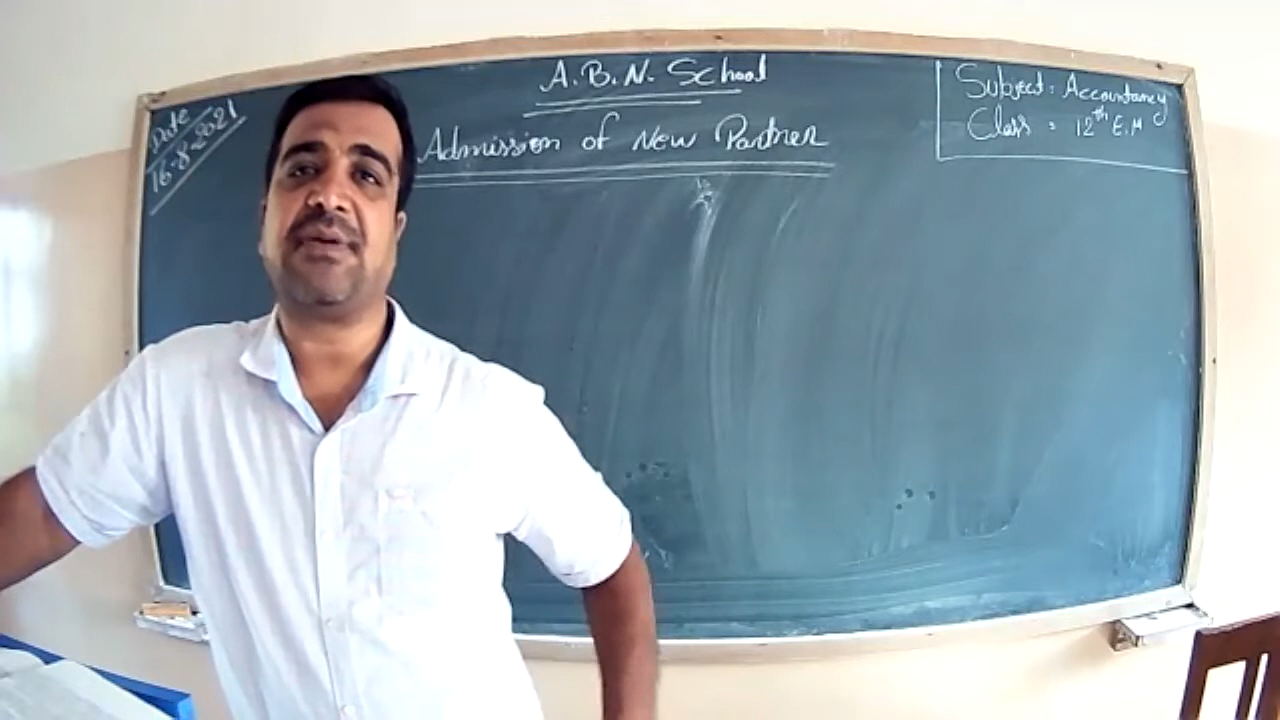 A.B.N. School
Admission of New Partner
Date
16-8-2021
Subject : Accountancy
Class : 12th E.M